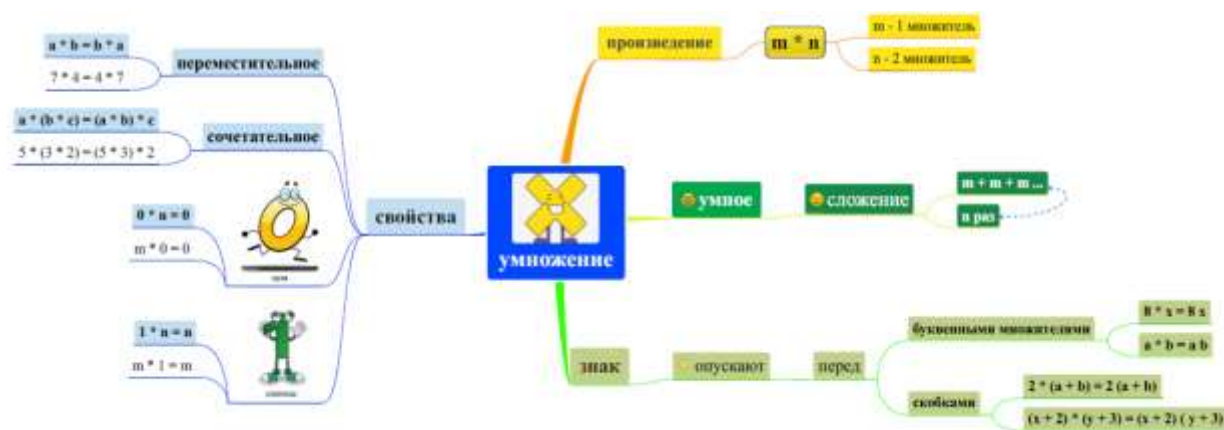 умножение
произведение
m * n
m - 1 множитель
n - 2 множитель
умное
сложение
m + m + m ...
n раз
знак
опускают
перед
буквенными множителями
8 * x = 8 x
a * b = a b
скобками
2 * (a + b) = 2 (a + b)
(x + 2) * (y + 3) = (x + 2) ( y + 3)
свойства
переместительное
a * b = b * a
7 * 4 = 4 * 7
сочетательное
a * (b * c) = (a * b) * c
5 * (3 * 2) = (5 * 3) * 2
0 * n = 0
m * 0 = 0
1 * n = n
m * 1 = m